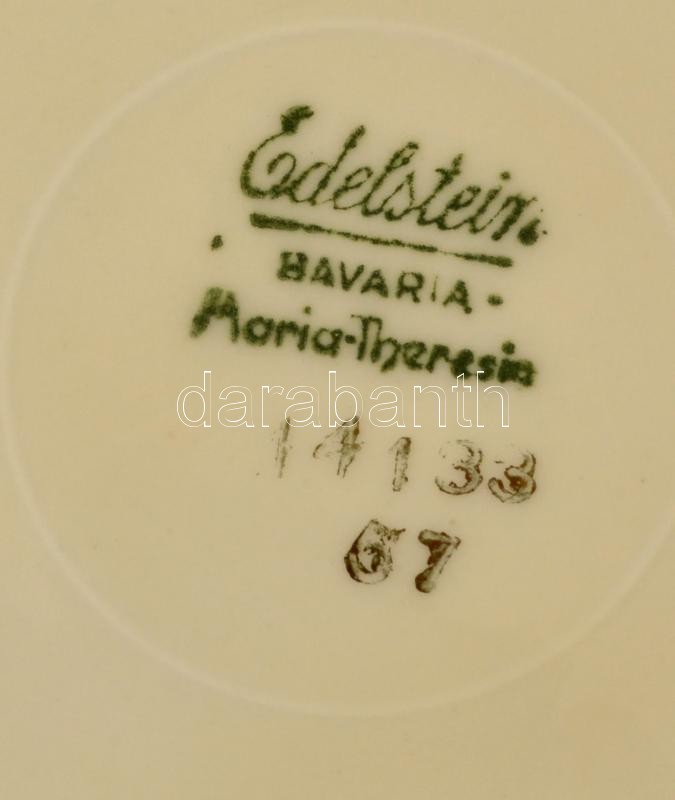 Edelstein
BAVARIA
Maria-Theresia
darabanth
14133
67